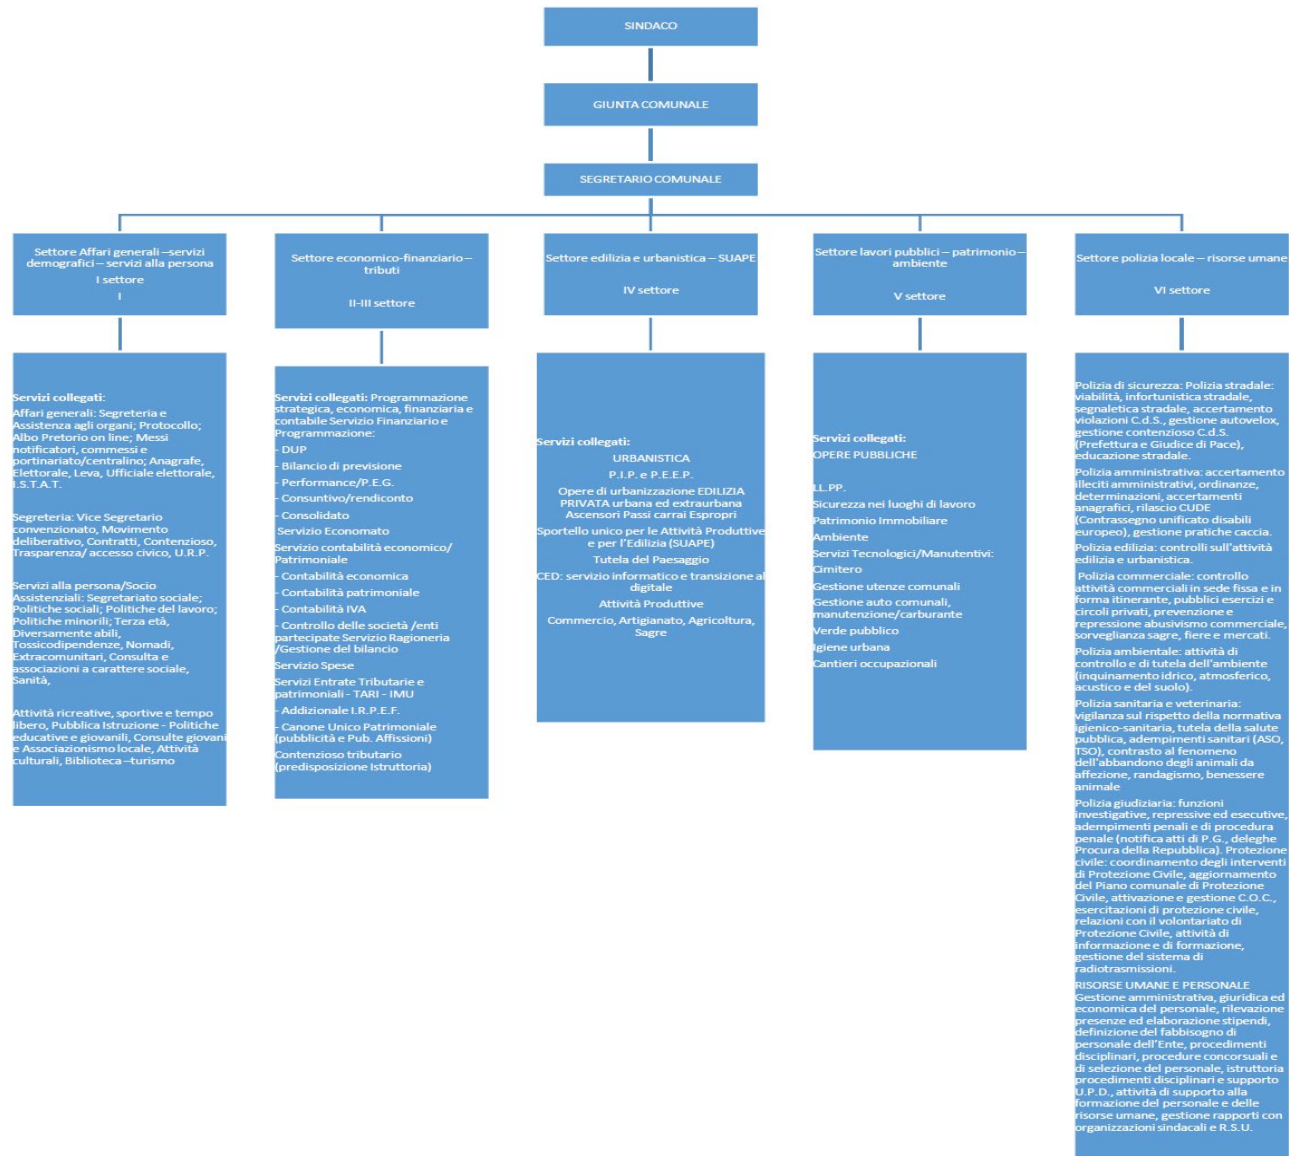 SINDACO
GIUNTA COMUNALE
SEGRETARIO COMUNALE
Settore Affari generali –servizi
demografici – servizi alla persona
I settore
I
Settore economico-finanziario –
tributi
II-III settore
Settore edilizia e urbanistica – SUAPE
IV settore
Settore lavori pubblici – patrimonio –
ambiente
V settore
Settore polizia locale – risorse umane
VI settore
Servizi collegati:
Affari generali: Segreteria e
Assistenza agli organi; Protocollo;
Albo Pretorio on line; Messi
notificatori, commessi e
portinariato/centralino; Anagrafe,
Elettorale, Leva, Ufficiale elettorale,
I.S.T.A.T.
Segreteria: Vice Segretario
convenzionato, Movimento
deliberativo, Contratti, Contenzioso,
Trasparenza/ accesso civico, U.R.P.
Servizi alla persona/Socio
Assistenziali: Segretariato sociale;
Politiche sociali; Politiche del lavoro;
Politiche minorili; Terza età,
Diversamente abili,
Tossicodipendenze, Nomadi,
Extracomunitari, Consulta e
associazioni a carattere sociale,
Sanità,
Attività ricreative, sportive e tempo
libero, Pubblica Istruzione - Politiche
educative e giovanili, Consulte giovani
e Associazionismo locale, Attività
culturali, Biblioteca –turismo
Servizi collegati: Programmazione
strategica, economica, finanziaria e
contabile Servizio Finanziario e
Programmazione:
- DUP
- Bilancio di previsione
- Performance/P.E.G.
- Consuntivo/rendiconto
- Consolidato
Servizio Economato
Servizio contabilità economico/
Patrimoniale
- Contabilità economica
- Contabilità patrimoniale
- Contabilità IVA
- Controllo delle società /enti
partecipate Servizio Ragioneria
/Gestione del bilancio
Servizio Spese
Servizi Entrate Tributarie e
patrimoniali - TARI - IMU
- Addizionale I.R.P.E.F.
- Canone Unico Patrimoniale
(pubblicità e Pub. Affissioni)
Contenzioso tributario
(predisposizione Istruttoria)
Servizi collegati:
URBANISTICA
P.I.P. e P.E.E.P.
Opere di urbanizzazione EDILIZIA
PRIVATA urbana ed extraurbana
Ascensori Passi carrai Espropri
Sportello unico per le Attività Produttive
e per l'Edilizia (SUAPE)
Tutela del Paesaggio
CED: servizio informatico e transizione al
digitale
Attività Produttive
Commercio, Artigianato, Agricoltura,
Sagre
Servizi collegati:
OPERE PUBBLICHE
LL.PP.
Sicurezza nei luoghi di lavoro
Patrimonio Immobiliare
Ambiente
Servizi Tecnologici/Manutentivi:
Cimitero
Gestione utenze comunali
Gestione auto comunali,
manutenzione/carburante
Verde pubblico
Igiene urbana
Cantieri occupazionali
Polizia di sicurezza: Polizia stradale:
viabilità, infortunistica stradale,
segnaletica stradale, accertamento
violazioni C.d.S., gestione autovelox,
gestione contenzioso C.d.S.
(Prefettura e Giudice di Pace),
educazione stradale.
Polizia amministrativa: accertamento
illeciti amministrativi, ordinanze,
determinazioni, accertamenti
anagrafici, rilascio CUDE
(Contrassegno unificato disabili
europeo), gestione pratiche caccia.
Polizia edilizia: controlli sull'attività
edilizia e urbanistica.
Polizia commerciale: controllo
attività commerciali in sede fissa e in
forma itinerante, pubblici esercizi e
circoli privati, prevenzione e
repressione abusivismo commerciale,
sorveglianza sagre, fiere e mercati.
Polizia ambientale: attività di
controllo e di tutela dell'ambiente
(inquinamento idrico, atmosferico,
acustico e del suolo).
Polizia sanitaria e veterinaria:
vigilanza sul rispetto della normativa
igienico-sanitaria, tutela della salute
pubblica, adempimenti sanitari (ASO,
TSO), contrasto al fenomeno
dell'abbandono degli animali da
affezione, randagismo, benessere
animale
Polizia giudiziaria: funzioni
investigative, repressive ed esecutive,
adempimenti penali e di procedura
penale (notifica atti di P.G., deleghe
Procura della Repubblica). Protezione
civile: coordinamento degli interventi
di Protezione Civile, aggiornamento
del Piano comunale di Protezione
Civile, attivazione e gestione C.O.C.,
esercitazioni di protezione civile,
relazioni con il volontariato di
Protezione Civile, attività di
informazione e di formazione,
gestione del sistema di
radiotrasmissioni.
RISORSE UMANE E PERSONALE
Gestione amministrativa, giuridica ed
economica del personale, rilevazione
presenze ed elaborazione stipendi,
definizione del fabbisogno di
personale dell'Ente, procedimenti
disciplinari, procedure concorsuali e
di selezione del personale, istruttoria
procedimenti disciplinari e supporto
U.P.D., attività di supporto alla
formazione del personale e delle
risorse umane, gestione rapporti con
organizzazioni sindacali e R.S.U.